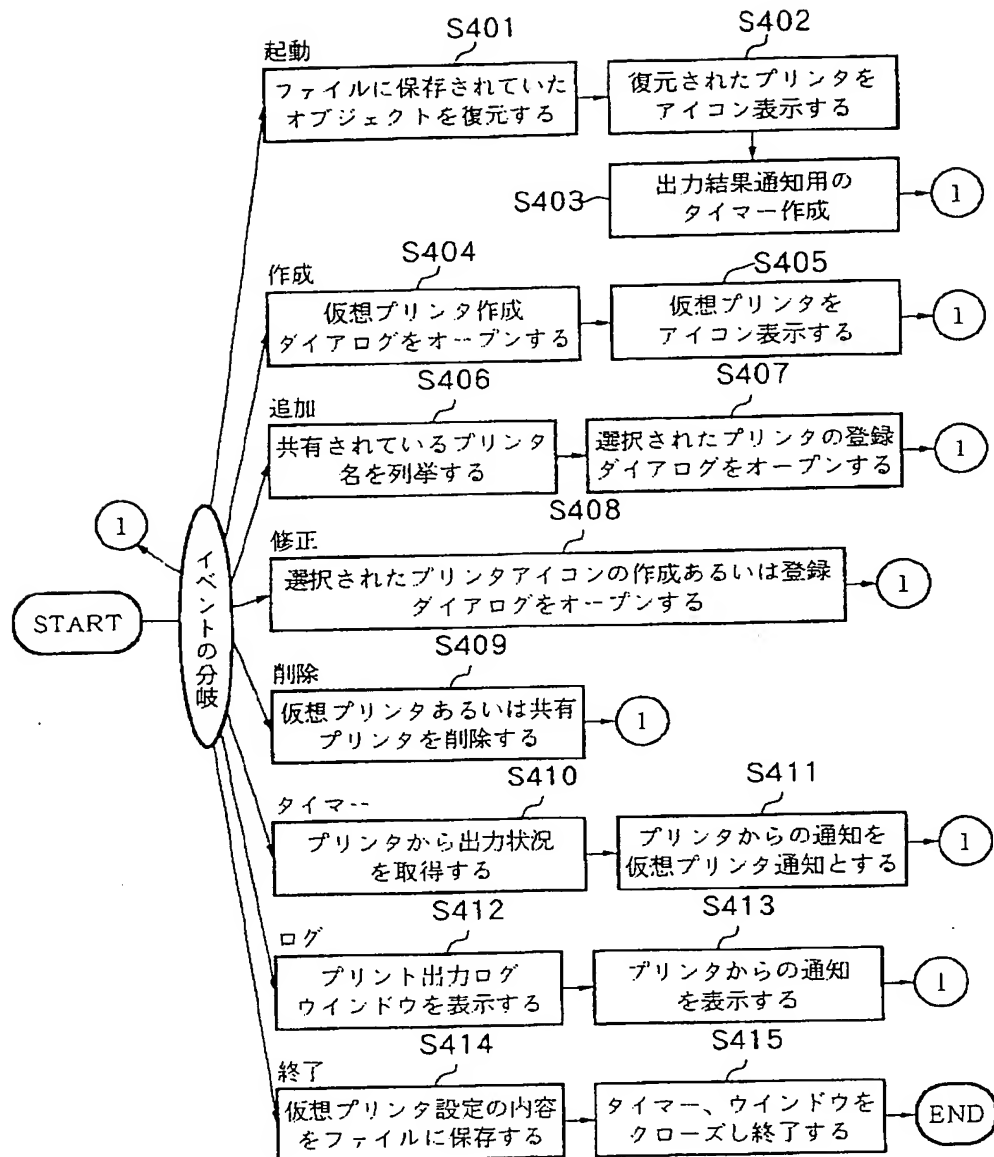 S401
S402
起動
ファイルに保存されていた
オブジェクトを復元する
復元されたプリンタを
アイコン表示する
S403
出力結果通知用の
タイマー作成
1
S404
S405
作成
仮想プリンタ作成
ダイアログをオープンする
仮想プリンタを
アイコン表示する
1
S406
S407
追加
共有されているプリンタ
名を列挙する
選択されたプリンタの登録
ダイアログをオープンする
1
1
S408
修正
選択されたプリンタアイコンの作成あるいは登録
ダイアログをオープンする
1
START
イベントの分岐
S409
削除
仮想プリンタあるいは共有
プリンタを削除する
1
S410
S411
タイマー
プリンタから出力状況
を取得する
プリンタからの通知を
仮想プリンタ通知とする
1
S412
S413
ログ
プリント出力ログ
ウインドウを表示する
プリンタからの通知
を表示する
1
S414
S415
終了
仮想プリンタ設定の内容
をファイルに保存する
タイマー、ウインドウを
クローズし終了する
END